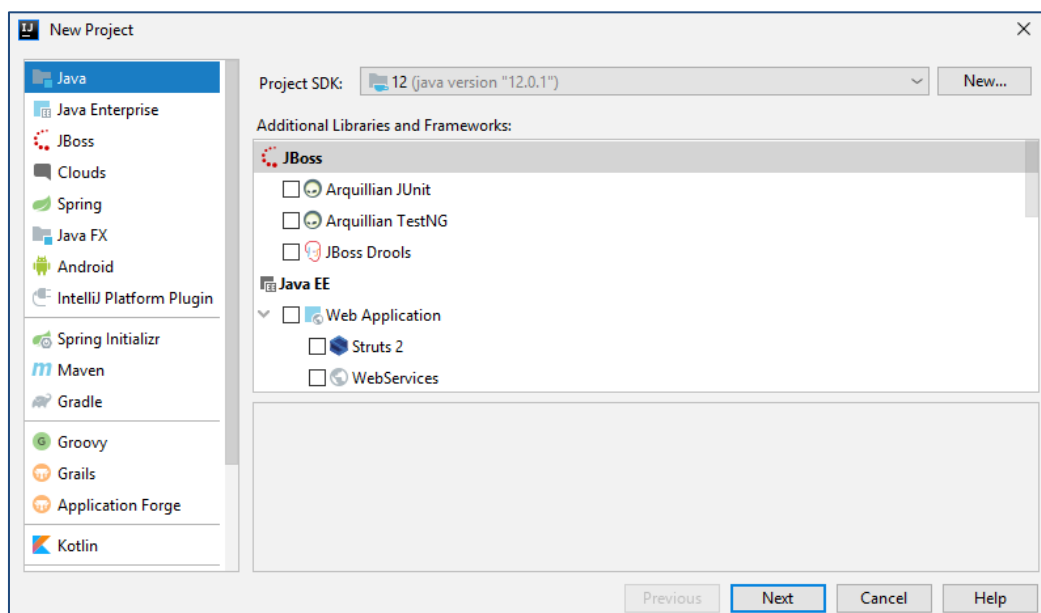 New Project
Java
Java Enterprise
JBoss
Clouds
Spring
Java FX
Android
IntelliJ Platform Plugin
Spring Initializr
Maven
Gradle
Groovy
Grails
Application Forge
Kotlin
Project SDK: 12 (java version "12.0.1") New...
Additional Libraries and Frameworks:
JBoss
Arquillian JUnit
Arquillian TestNG
JBoss Drools
Java EE
Web Application
Struts 2
WebServices
Previous Next Cancel Help